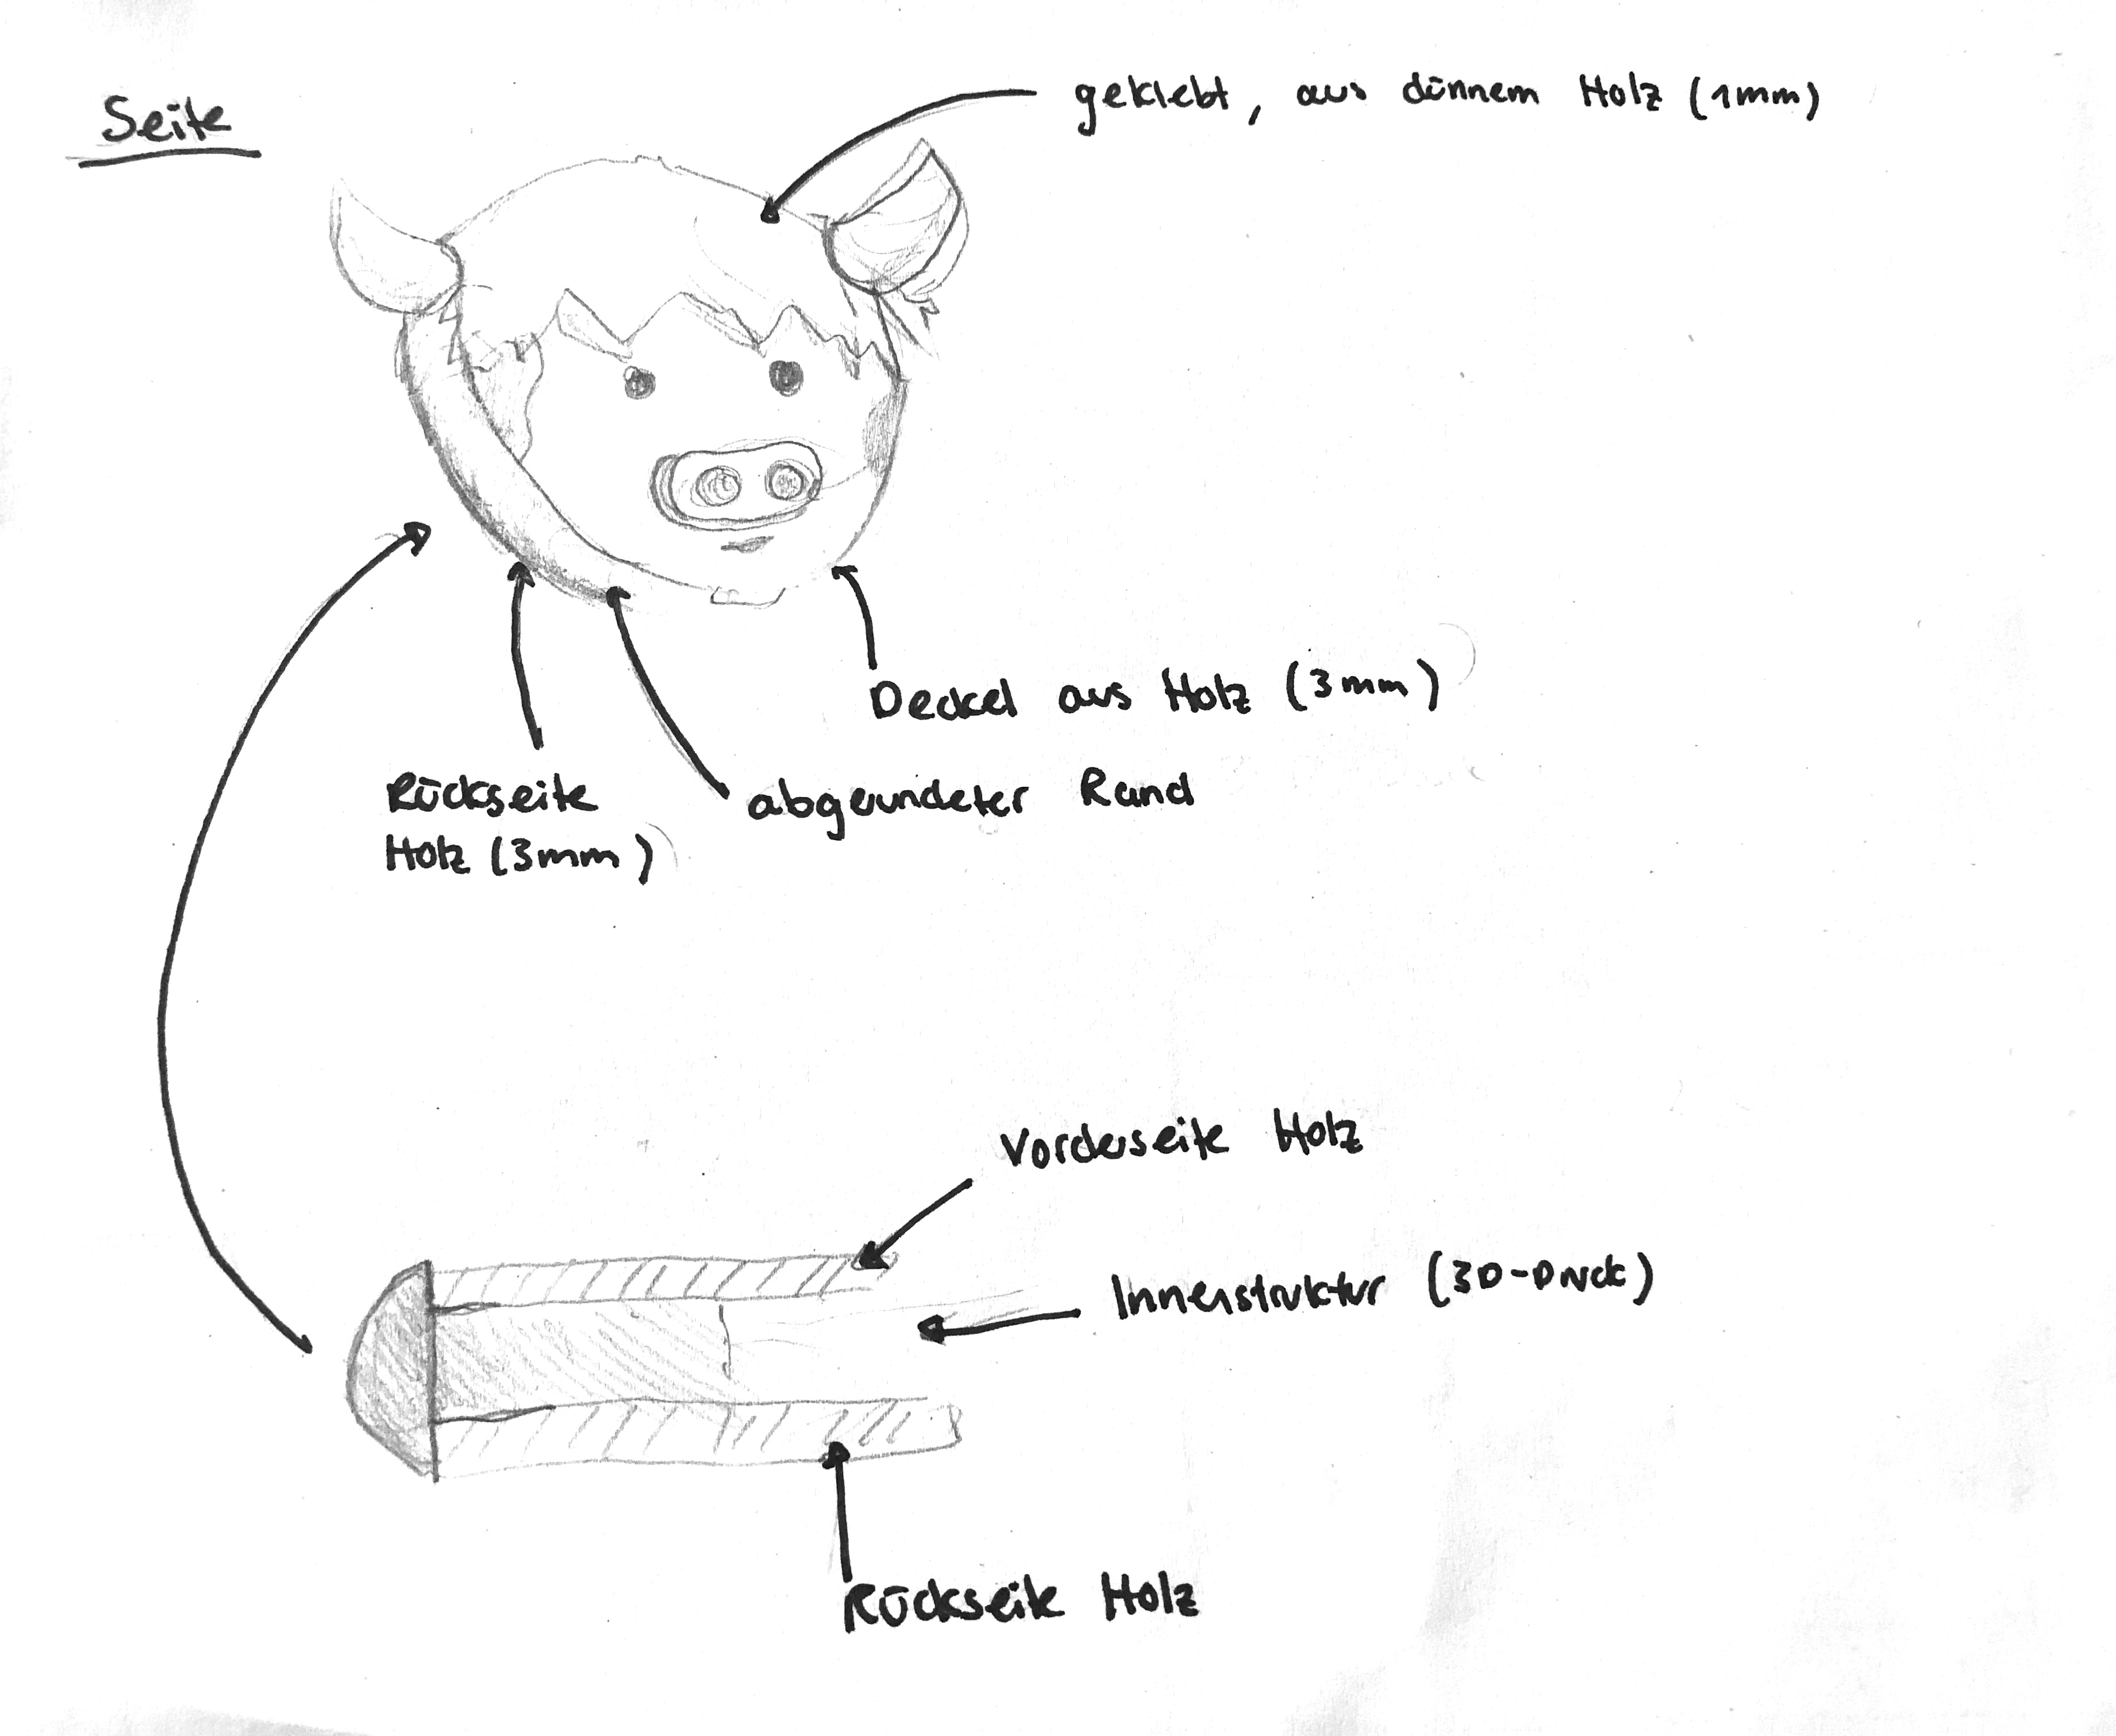 Seite
geklebt, aus dünnem Holz (1mm)
Deckel aus Holz (3mm)
Rückseite
Holz (3mm)
abgerundeter Rand
Vorderseite Holz
Innenstruktur (3D-Druck)
Rückseite Holz